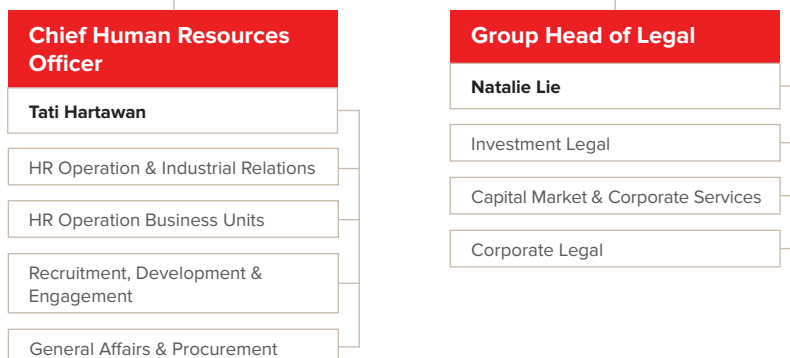 Chief Human Resources
Officer
Tati Hartawan
HR Operation & Industrial Relations
HR Operation Business Units
Recruitment, Development &
Engagement
General Affairs & Procurement
Group Head of Legal
Natalie Lie
Investment Legal
Capital Market & Corporate Services
Corporate Legal